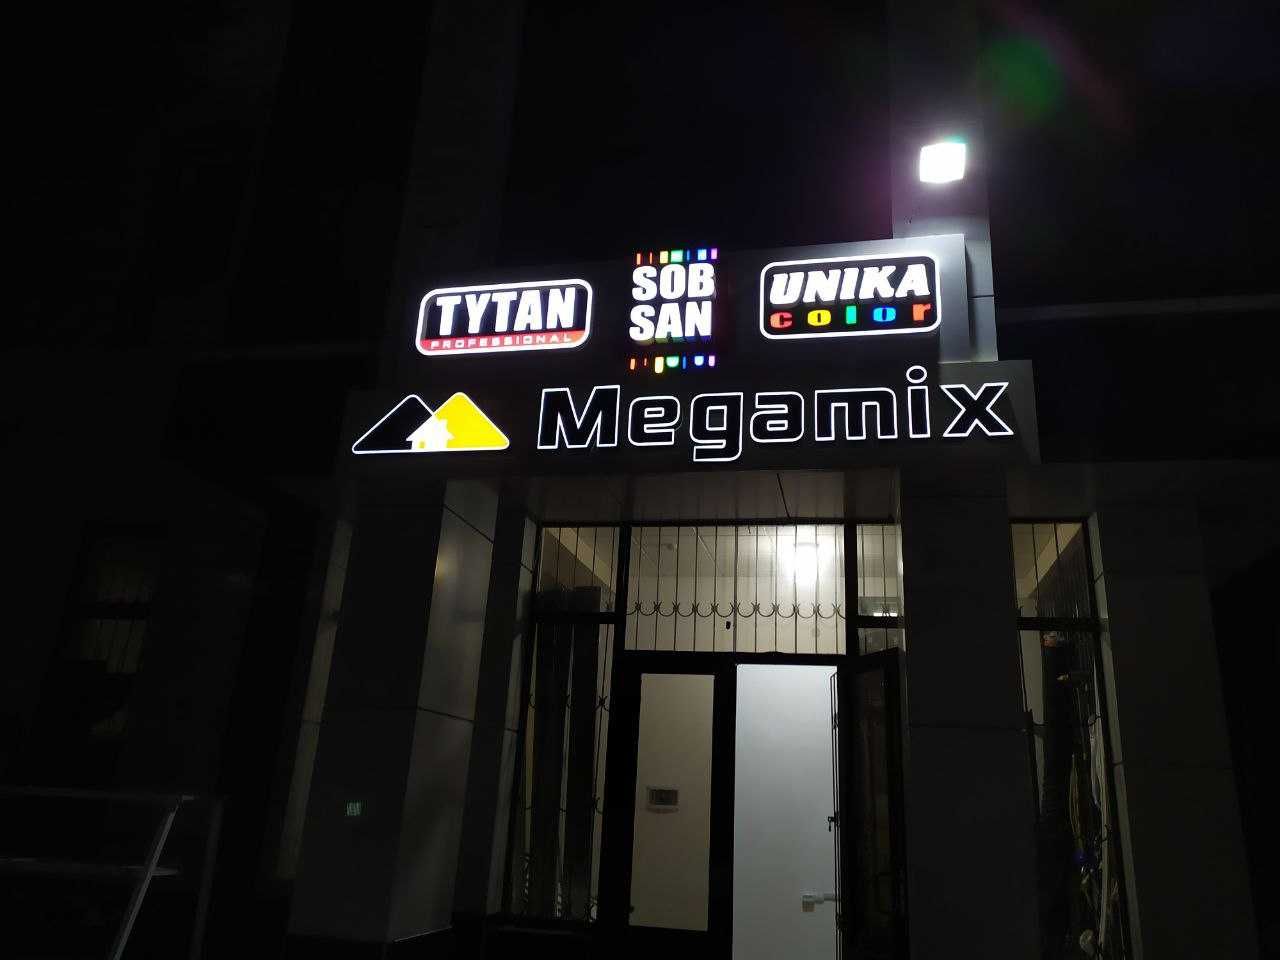 TYTAN
PROFESSIONAL
SOB
SAN
UNIKA
color
Megamix